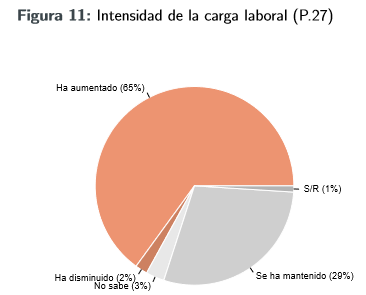 Figura 11: Intensidad de la carga laboral (P.27)
Ha aumentado (65%)
S/R (1%)
Se ha mantenido (29%)
Ha disminuido (2%)
No sabe (3%)